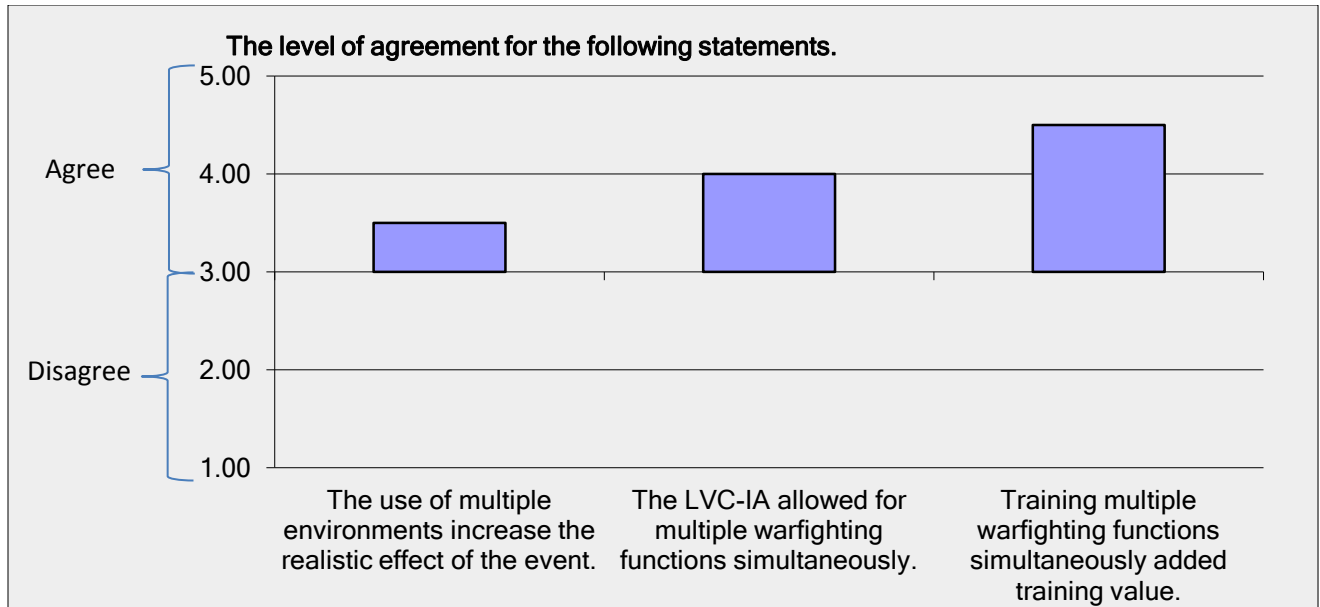 The level of agreement for the following statements.
5.00
Agree
4.00
3.00
Disagree
2.00
1.00
The use of multiple
environments increase the
realistic effect of the event.
The LVC-IA allowed for
multiple warfighting
functions simultaneously.
Training multiple
warfighting functions
simultaneously added
training value.